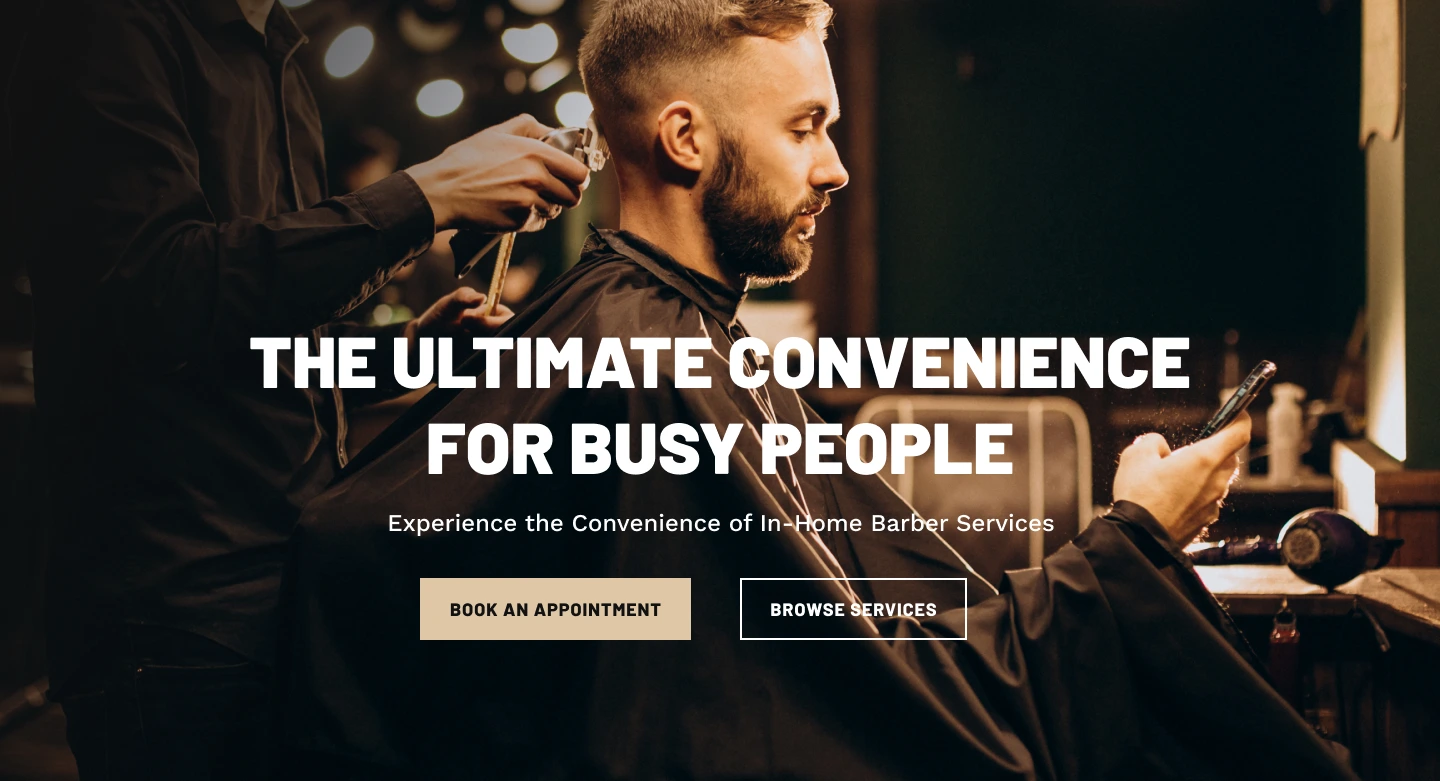 THE ULTIMATE CONVENIENCE
FOR BUSY PEOPLE
Experience the Convenience of In-Home Barber Services
BOOK AN APPOINTMENT
BROWSE SERVICES